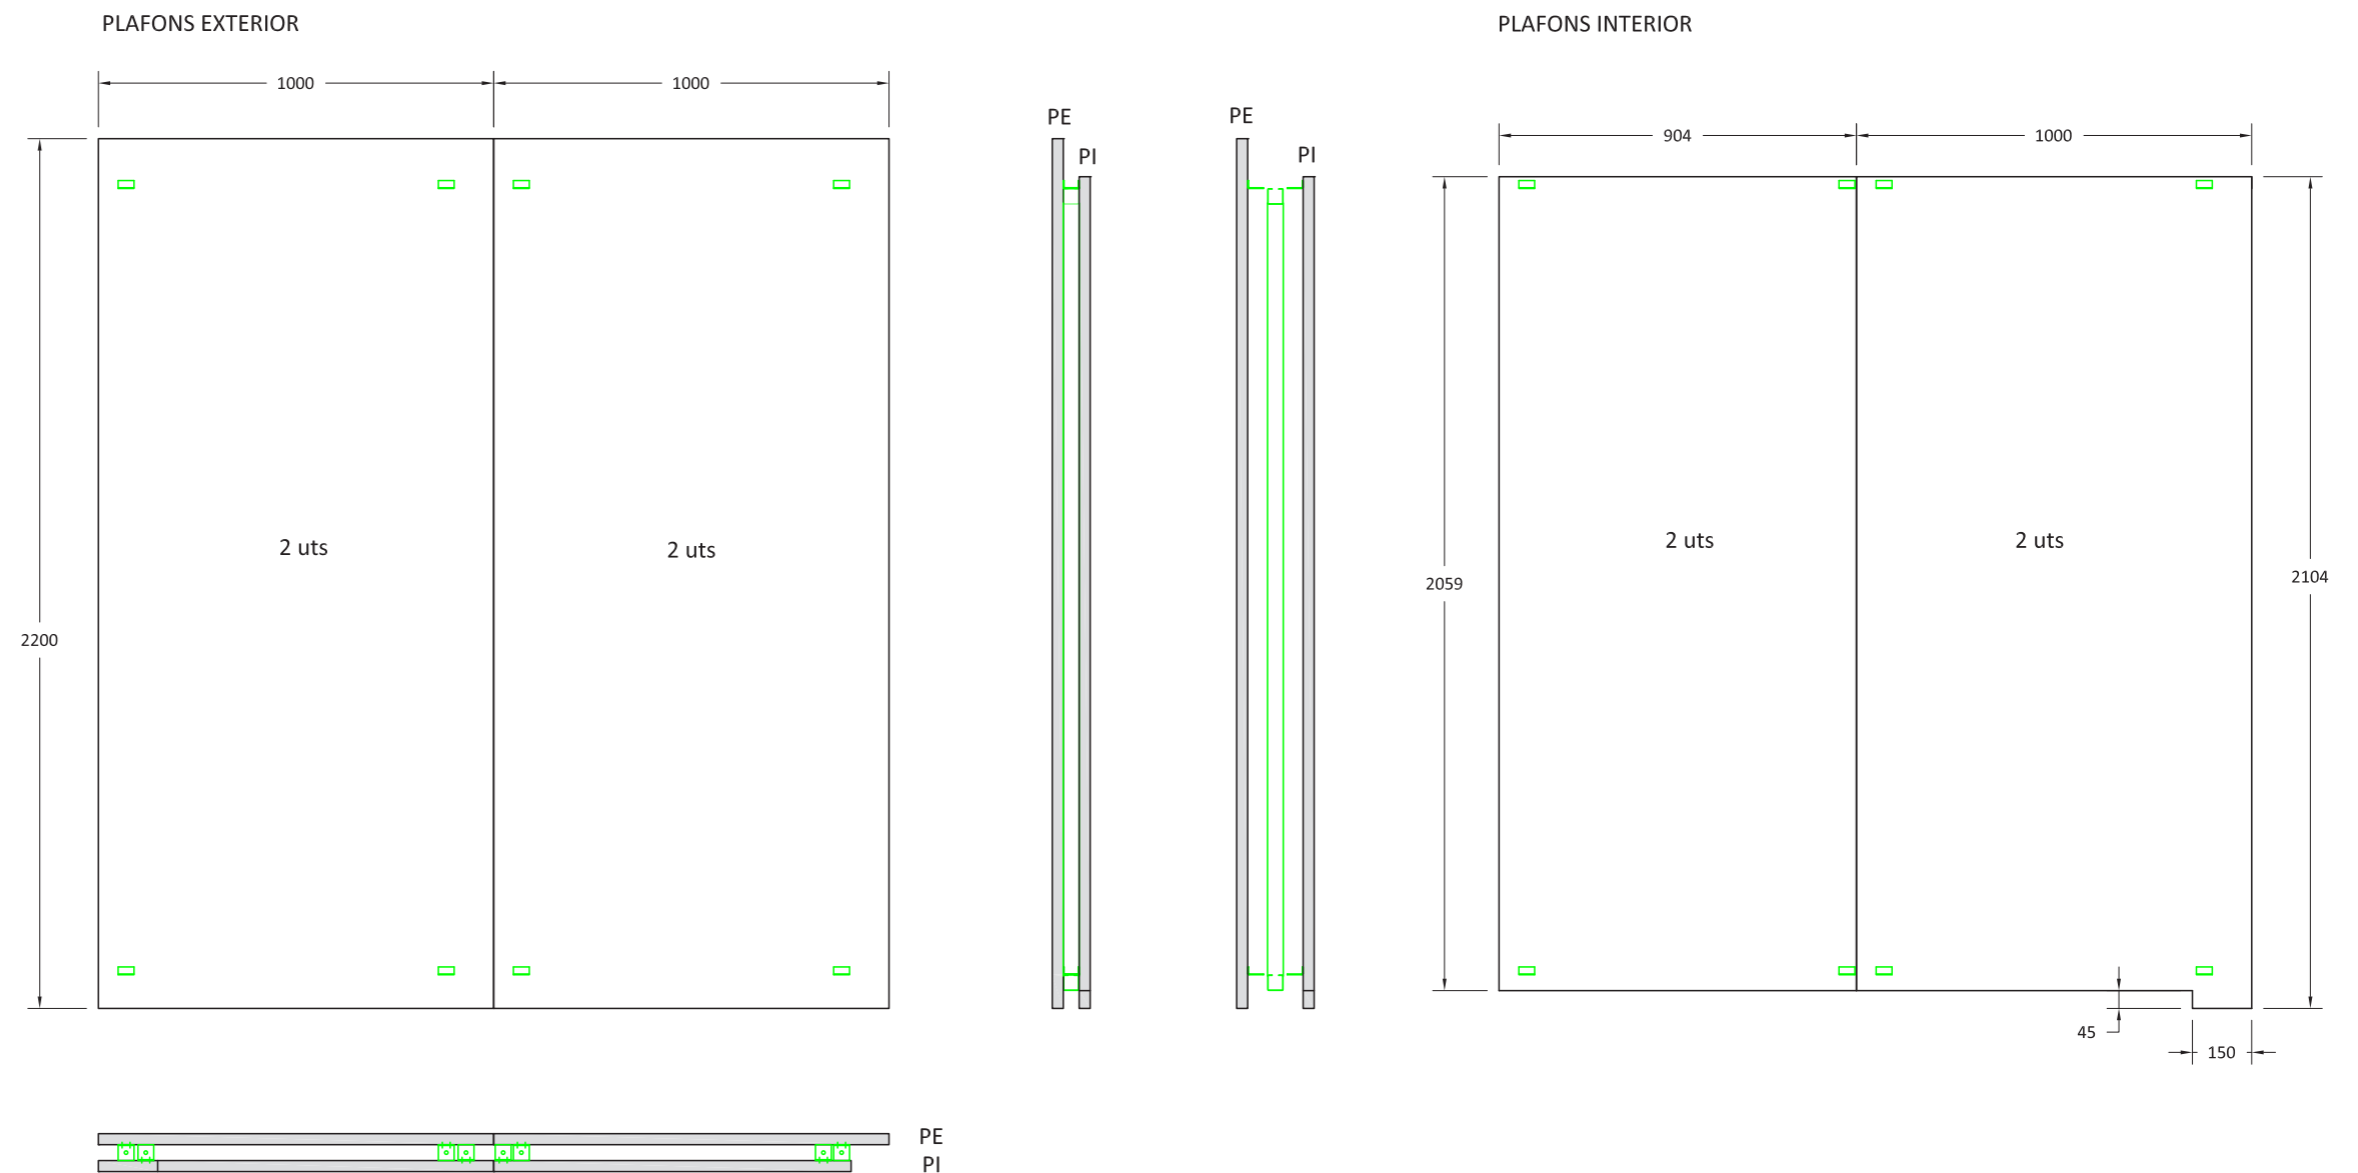 PLAFONS EXTERIOR
PLAFONS INTERIOR
1000
1000
PE
PI
PE
PI
904
1000
2 uts
2 uts
2 uts
2 uts
2200
2059
2104
45
150
PE
PI